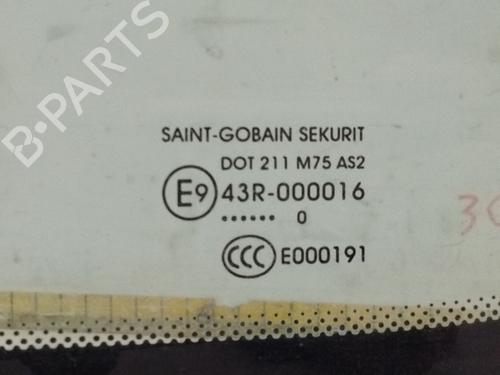 B-PARTS
SAINT-GOBAIN SEKURIT
DOT 211 M75 AS2
E9 43R-000016
...... 0
CCC E000191